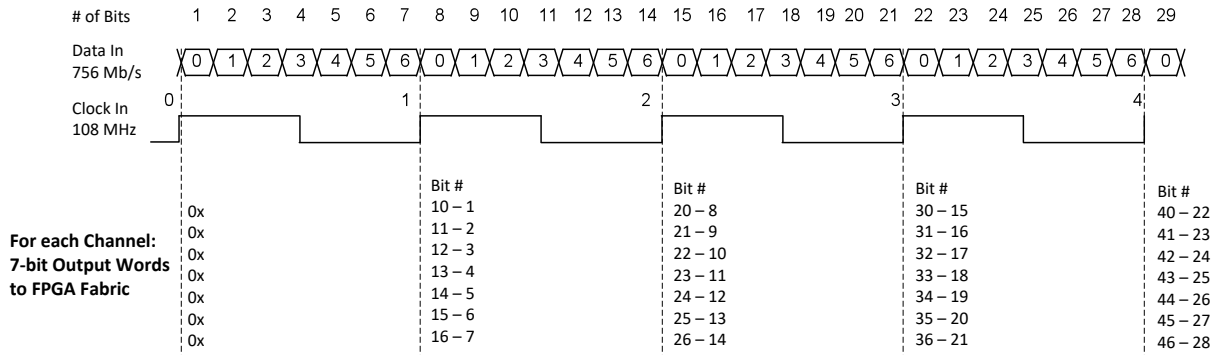 # of Bits 1 2 3 4 5 6 7 8 9 10 11 12 13 14 15 16 17 18 19 20 21 22 23 24 25 26 27 28 29
Data In
756 Mb/s
0 1 2 3 4 5 6 0 1 2 3 4 5 6 0 1 2 3 4 5 6 0 1 2 3 4 5 6 0
Clock In
108 MHz
0 1 2 3 4
For each Channel:
7-bit Output Words
to FPGA Fabric
0x
0x
0x
0x
0x
0x
0x
Bit #
10 – 1
11 – 2
12 – 3
13 – 4
14 – 5
15 – 6
16 – 7
Bit #
20 – 8
21 – 9
22 – 10
23 – 11
24 – 12
25 – 13
26 – 14
Bit #
30 – 15
31 – 16
32 – 17
33 – 18
34 – 19
35 – 20
36 – 21
Bit #
40 – 22
41 – 23
42 – 24
43 – 25
44 – 26
45 – 27
46 – 28